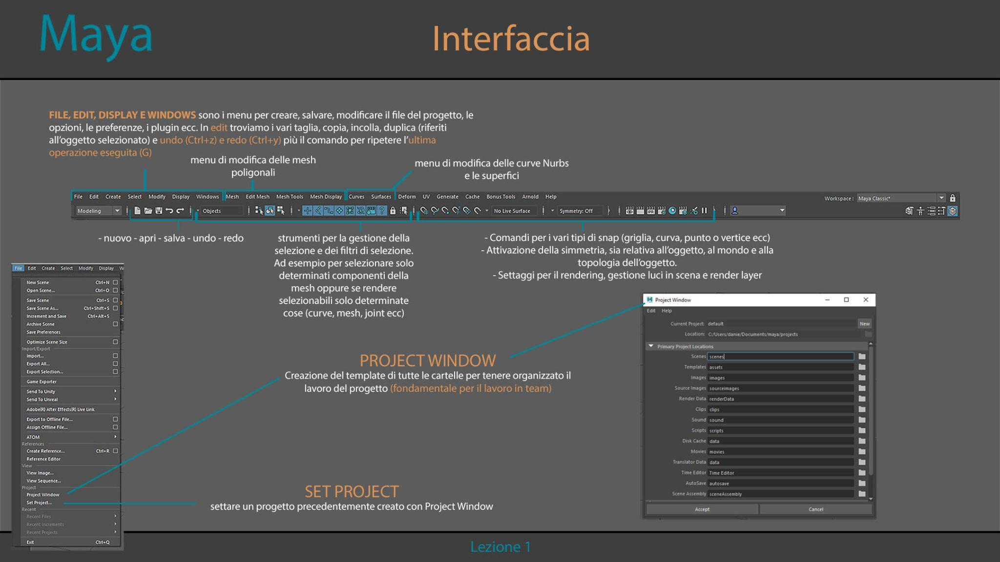 Maya
Interfaccia
FILE, EDIT, DISPLAY E WINDOWS sono i menu per creare, salvare, modificare il file del progetto, le
opzioni, le preferenze, i plugin ecc. In edit troviamo i vari taglia, copia, incolla, duplica (riferiti
all'oggetto selezionato) e undo (Ctrl+z) e redo (Ctrl+y) più il comando per ripetere l'ultima
operazione eseguita (G)
menu di modifica delle mesh
poligonali
menu di modifica delle curve Nurbs
e le superfici
File Edit Create Select Modify Display Windows Mesh Edit Mesh Mesh Tools Mesh Display Curves Surfaces Deform UV Generate Cache Bonus Tools Arnold Help
Workspace: Maya Classic*
Modeling Objects No Live Surface Symmetry: Off
- nuovo - apri - salva - undo - redo
strumenti per la gestione della
selezione e dei filtri di selezione.
Ad esempio per selezionare solo
determinati componenti della
mesh oppure se rendere
selezionabili solo determinate
cose (curve, mesh, joint ecc)
- Comandi per i vari tipi di snap (griglia, curva, punto o vertice ecc)
- Attivazione della simmetria, sia relativa all'oggetto, al mondo e alla
topologia dell'oggetto.
- Settaggi per il rendering, gestione luci in scena e render layer
File Edit Create Select Modify Display W
New Scene Ctrl+N
Open Scene... Ctrl+O
Save Scene Ctrl+S
Save Scene As... Ctrl+Shift+S
Increment and Save Ctrl+Alt+S
Archive Scene
Save Preferences
Optimize Scene Size
Import/Export
Import...
Export All...
Export Selection...
Game Exporter
Send To Unity
Send To Unreal
Adobe(R) After Effects(R) Live Link
Export to Offline File...
Assign Offline File...
ATOM
References
Create Reference... Ctrl+R
Reference Editor
View
View Image...
View Sequence...
Project
Project Window
Set Project...
Recent
Recent Files
Recent Increments
Recent Projects
Exit Ctrl+Q
PROJECT WINDOW
Creazione del template di tutte le cartelle per tenere organizzato il
lavoro del progetto (fondamentale per il lavoro in team)
SET PROJECT
settare un progetto precedentemente creato con Project Window
Project Window
Edit Help
Current Project: default New
Location: C:/Users/danie/Documents/maya/projects
Primary Project Locations
Scenes scenes
Templates assets
Images images
Source Images sourceimages
Render Data renderData
Clips clips
Sound sound
Scripts scripts
Disk Cache data
Movies movies
Translator Data data
Time Editor Time Editor
AutoSave autosave
Scene Assembly sceneAssembly
Accept Cancel
Lezione 1